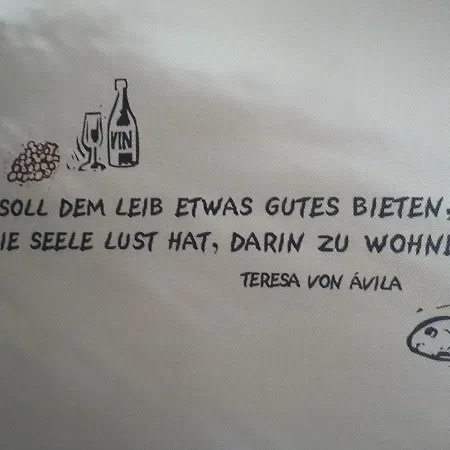 VIN
SOLL DEM LEIB ETWAS GUTES BIETEN,
IE SEELE LUST HAT, DARIN ZU WOHNE
TERESA VON ÁVILA